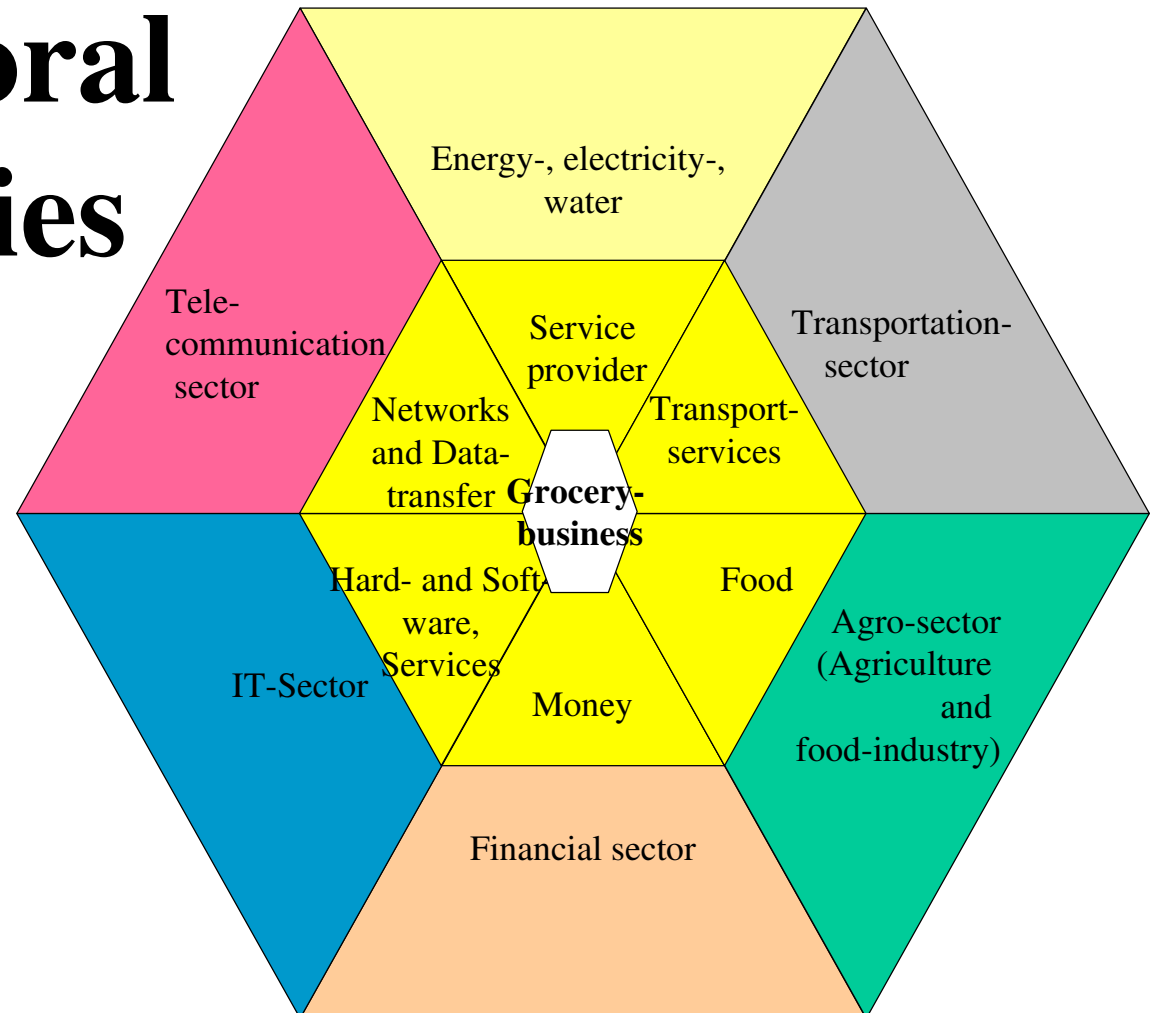 oral
ies
Energy-, electricity-,
water
Tele-
communication
sector
Transportation-
sector
Service
provider
Networks
and Data-
transfer
Transport-
services
Grocery-
business
Hard- and Soft-
ware,
Services
Food
Money
IT-Sector
Agro-sector
(Agriculture
and
food-industry)
Financial sector